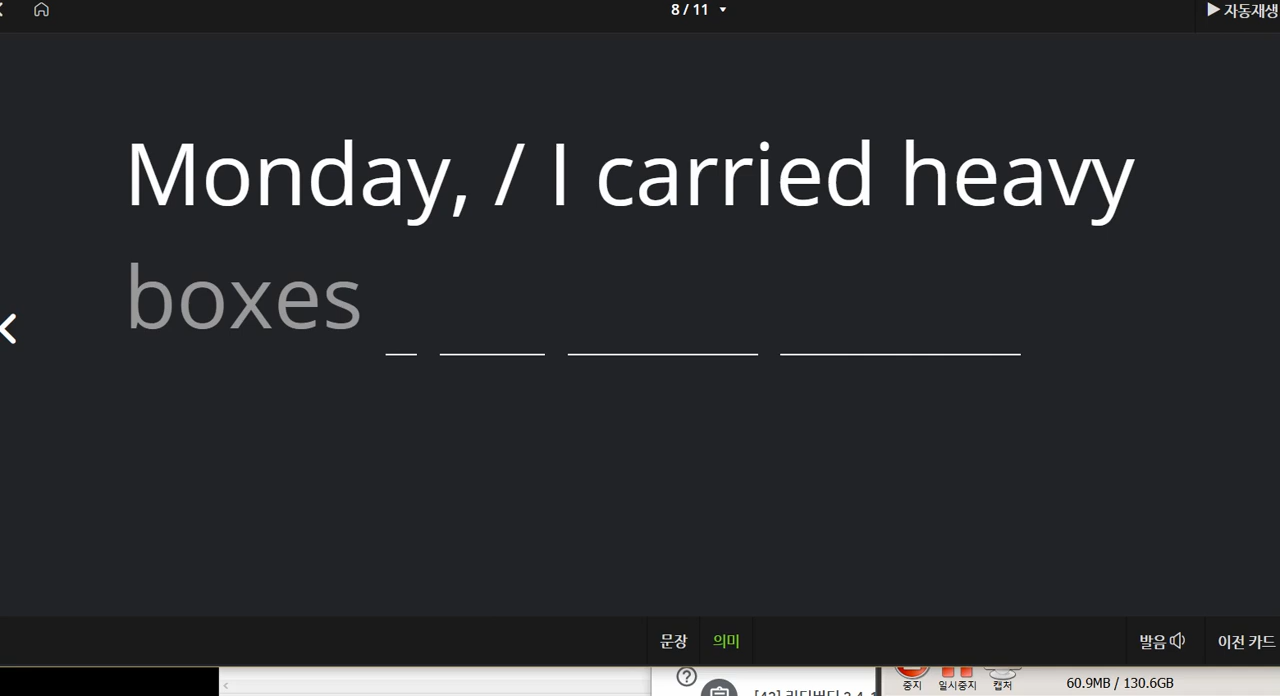 8 / 11
▶ 자동재생
Monday, / I carried heavy
boxes
문장 의미
발음 이전 카드
중지 일시중지 캡처 60.9MB / 130.6GB